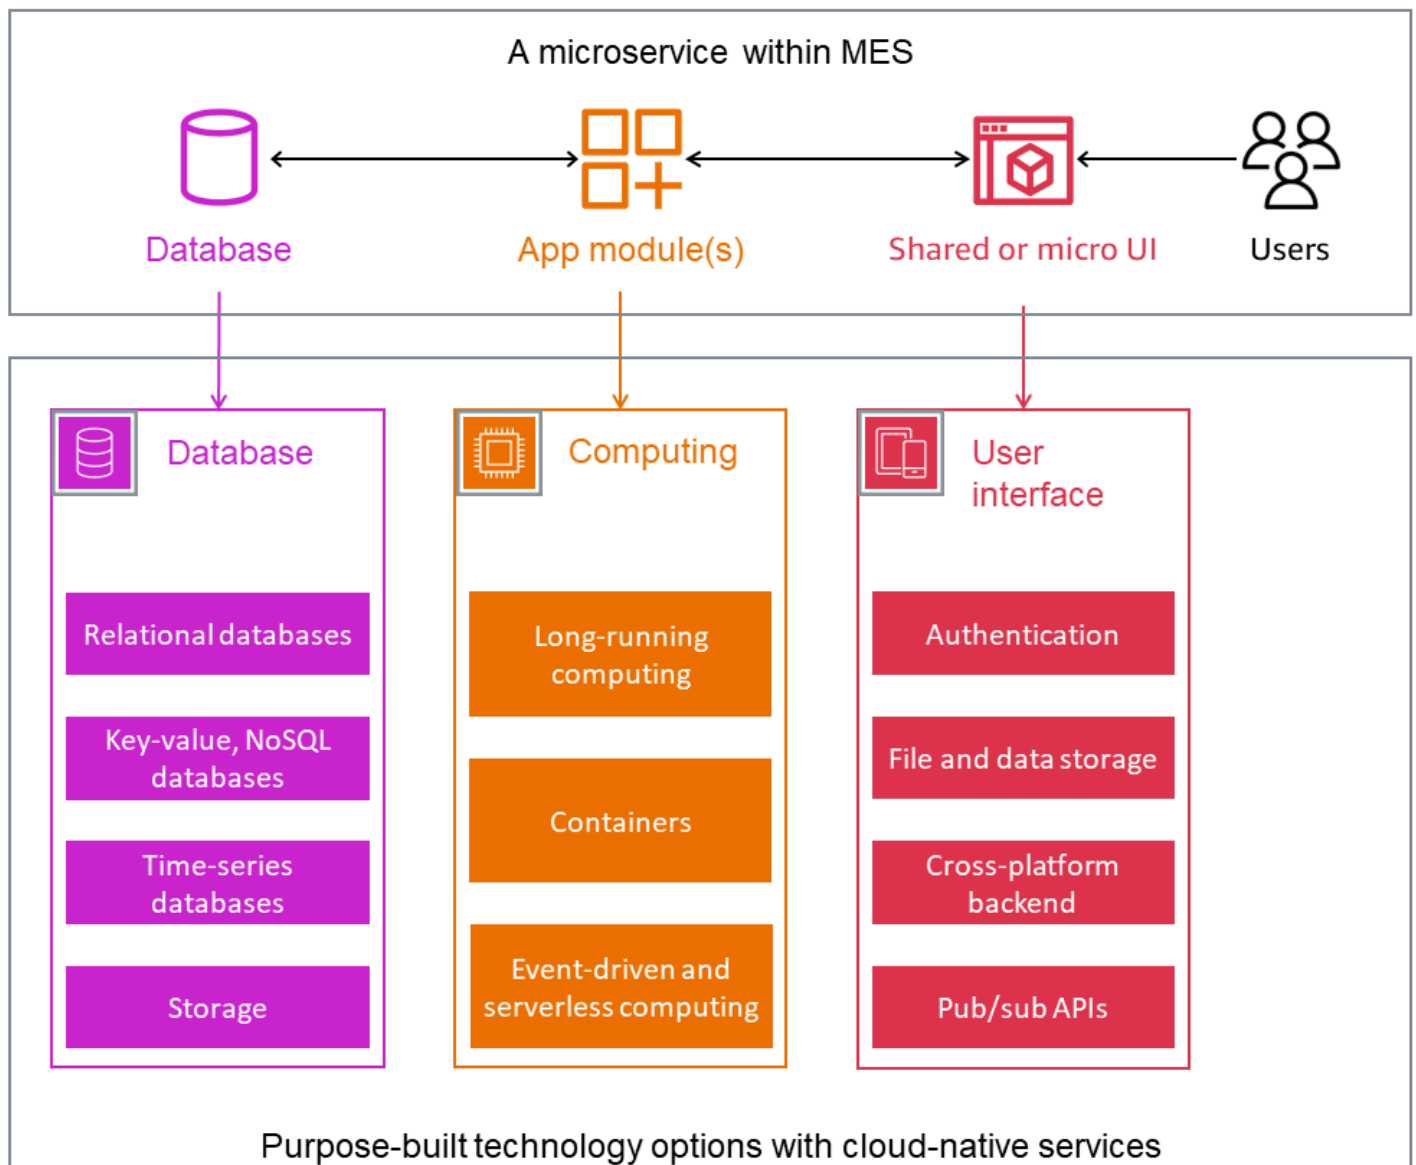 A microservice within MES
Database
App module(s)
Shared or micro UI
Users
Database
Computing
User
interface
Relational databases
Key-value, NoSQL
databases
Time-series
databases
Storage
Long-running
computing
Containers
Event-driven and
serverless computing
Authentication
File and data storage
Cross-platform
backend
Pub/sub APIs
Purpose-built technology options with cloud-native services